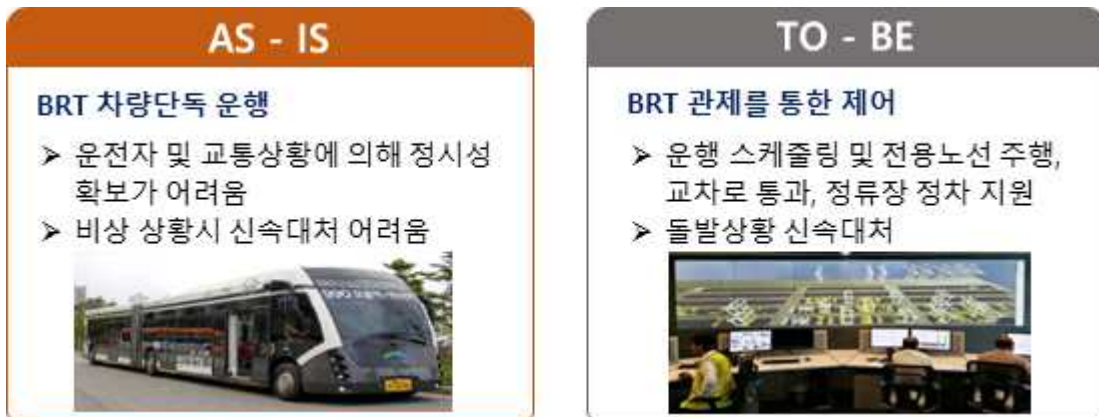 AS - IS
BRT 차량단독 운행
➢ 운전자 및 교통상황에 의해 정시성
확보가 어려움
➢ 비상 상황시 신속대처 어려움
TO - BE
BRT 관제를 통한 제어
➢ 운행 스케줄링 및 전용노선 주행,
교차로 통과, 정류장 정차 지원
➢ 돌발상황 신속대처